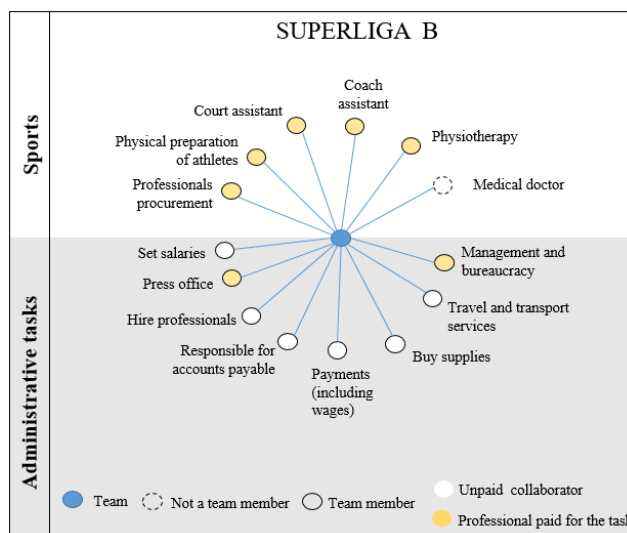 SUPERLIGA B
Sports
Coach
assistant
Court assistant
Physical preparation
of athletes
Physiotherapy
Professionals
procurement
Medical doctor
Administrative tasks
Set salaries
Management and
bureaucracy
Press office
Travel and transport
services
Hire professionals
Responsible for
accounts payable
Buy supplies
Payments
(including
wages)
Team
Not a team member
Team member
Unpaid collaborator
Professional paid for the task